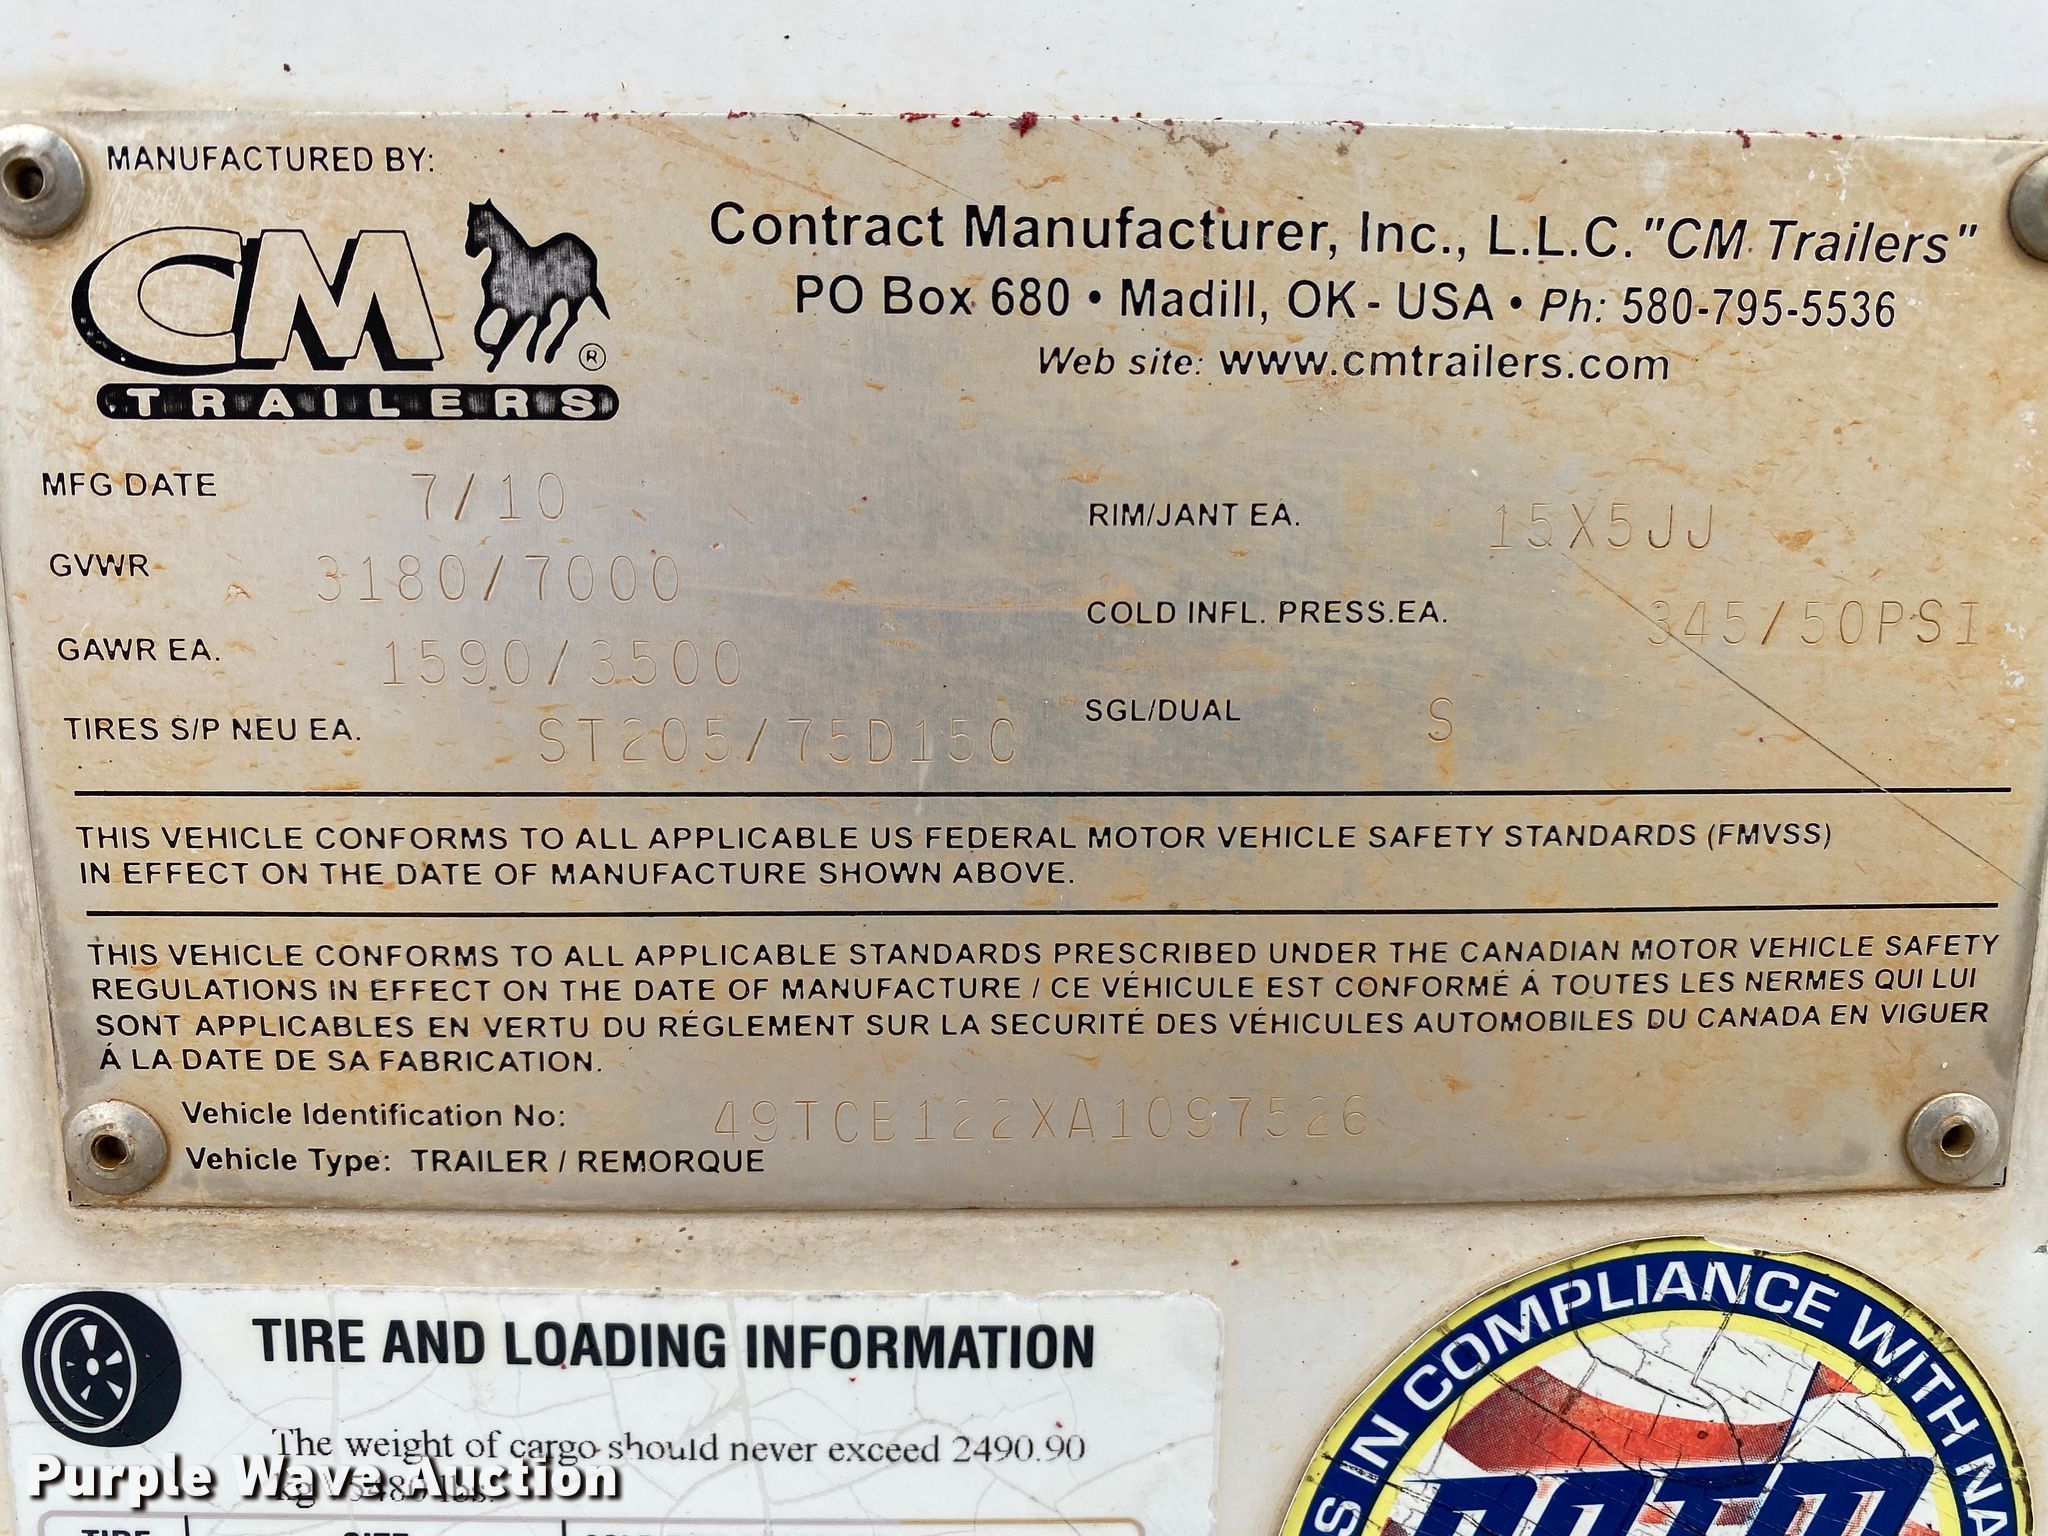 MANUFACTURED BY:
CM
TRAILERS
®
Contract Manufacturer, Inc., L.L.C. "CM Trailers"
PO Box 680 • Madill, OK - USA • Ph: 580-795-5536
Web site: www.cmtrailers.com
MFG DATE 7/10
GVWR 3180/7000
GAWR EA. 1590/3500
TIRES S/P NEU EA. ST205/75D15C
RIM/JANT EA. 15X5JJ
COLD INFL. PRESS.EA. 345/50PSI
SGL/DUAL S
THIS VEHICLE CONFORMS TO ALL APPLICABLE US FEDERAL MOTOR VEHICLE SAFETY STANDARDS (FMVSS)
IN EFFECT ON THE DATE OF MANUFACTURE SHOWN ABOVE.
THIS VEHICLE CONFORMS TO ALL APPLICABLE STANDARDS PRESCRIBED UNDER THE CANADIAN MOTOR VEHICLE SAFETY
REGULATIONS IN EFFECT ON THE DATE OF MANUFACTURE / CE VÉHICULE EST CONFORMÉ Á TOUTES LES NERMES QUI LUI
SONT APPLICABLES EN VERTU DU RÉGLEMENT SUR LA SECURITÉ DES VÉHICULES AUTOMOBILES DU CANADA EN VIGUER
Á LA DATE DE SA FABRICATION.
Vehicle Identification No: 49TCE122XA1097526
Vehicle Type: TRAILER / REMORQUE
TIRE AND LOADING INFORMATION
The weight of cargo should never exceed 2490.90
kg 5486 lbs.
Purple Wave Auction
TIRE SIZE
IN COMPLIANCE WITH